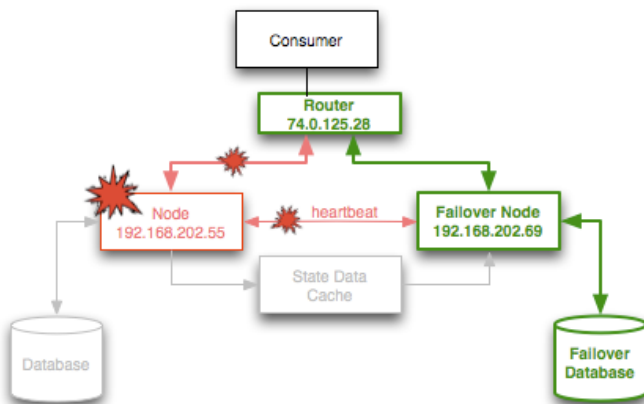 Consumer
Router
74.0.125.28
Node
192.168.202.55
heartbeat
Failover Node
192.168.202.69
State Data
Cache
Database
Failover
Database